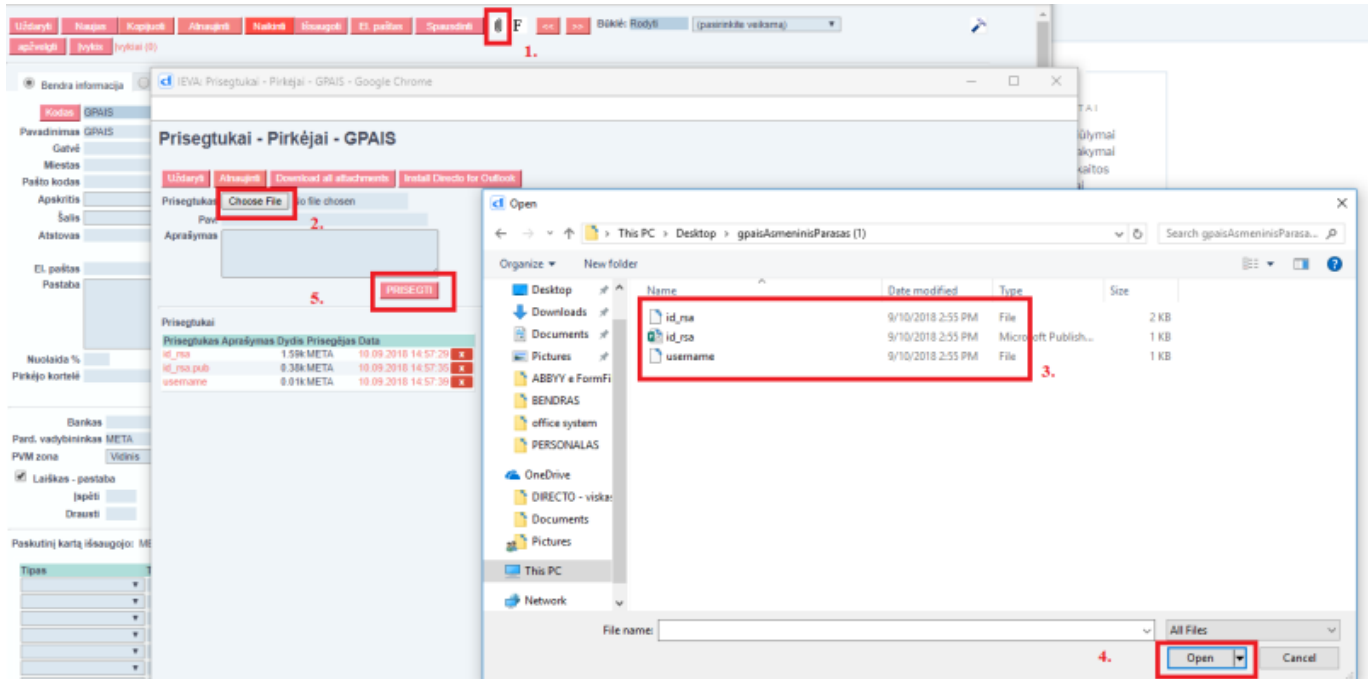 Uždaryti Naujas Kopijuoti Atnaujinti Naikinti Išsaugoti El. paštas Spausdinti F << >> Būklė: Rodyti (pasirinkite veiksmą)
1.
apžvelgti Įvykis Įvykiai (0)
Bendra informacija
Kodas GPAIS
Pavadinimas GPAIS
Gatvė
Miestas
Pašto kodas
Apskritis
Šalis
Atstovas
El. paštas
Pastaba
Nuolaida %
Pirkėjo kortelė
Bankas
Pard. vadybininkas META
PVM zona Vidinis
Laiškas - pastaba
Įspėti
Drausti
Paskutinį kartą išsaugojo: ME
Tipas T
IEVA: Prisegtukai - Pirkėjai - GPAIS - Google Chrome
Prisegtukai - Pirkėjai - GPAIS
Uždaryti Atnaujinti Download all attachments Install Directo for Outlook
Prisegtukas Choose File No file chosen
2.
Pav.
Aprašymas
5. PRISEGTI
Prisegtukai
Prisegtukas Aprašymas Dydis Prisegėjas Data
id_rsa 1.59k META 10.09.2018 14:57:29 x
id_rsa.pub 0.38k META 10.09.2018 14:57:35 x
username 0.01k META 10.09.2018 14:57:39 x
TAI
ūlymai
akymai
kaitos
Open
This PC > Desktop > gpaisAsmeninisParasas (1) Search gpaisAsmeninisParasa...
Organize New folder
Name Date modified Type Size
id_rsa 9/10/2018 2:55 PM File 2 KB
id_rsa 9/10/2018 2:55 PM Microsoft Publish... 1 KB
username 9/10/2018 2:55 PM File 1 KB
3.
Desktop
Downloads
Documents
Pictures
ABBYY e FormFi
BENDRAS
office system
PERSONALAS
OneDrive
DIRECTO - viskas
Documents
Pictures
This PC
Network
File name: All Files
4. Open Cancel